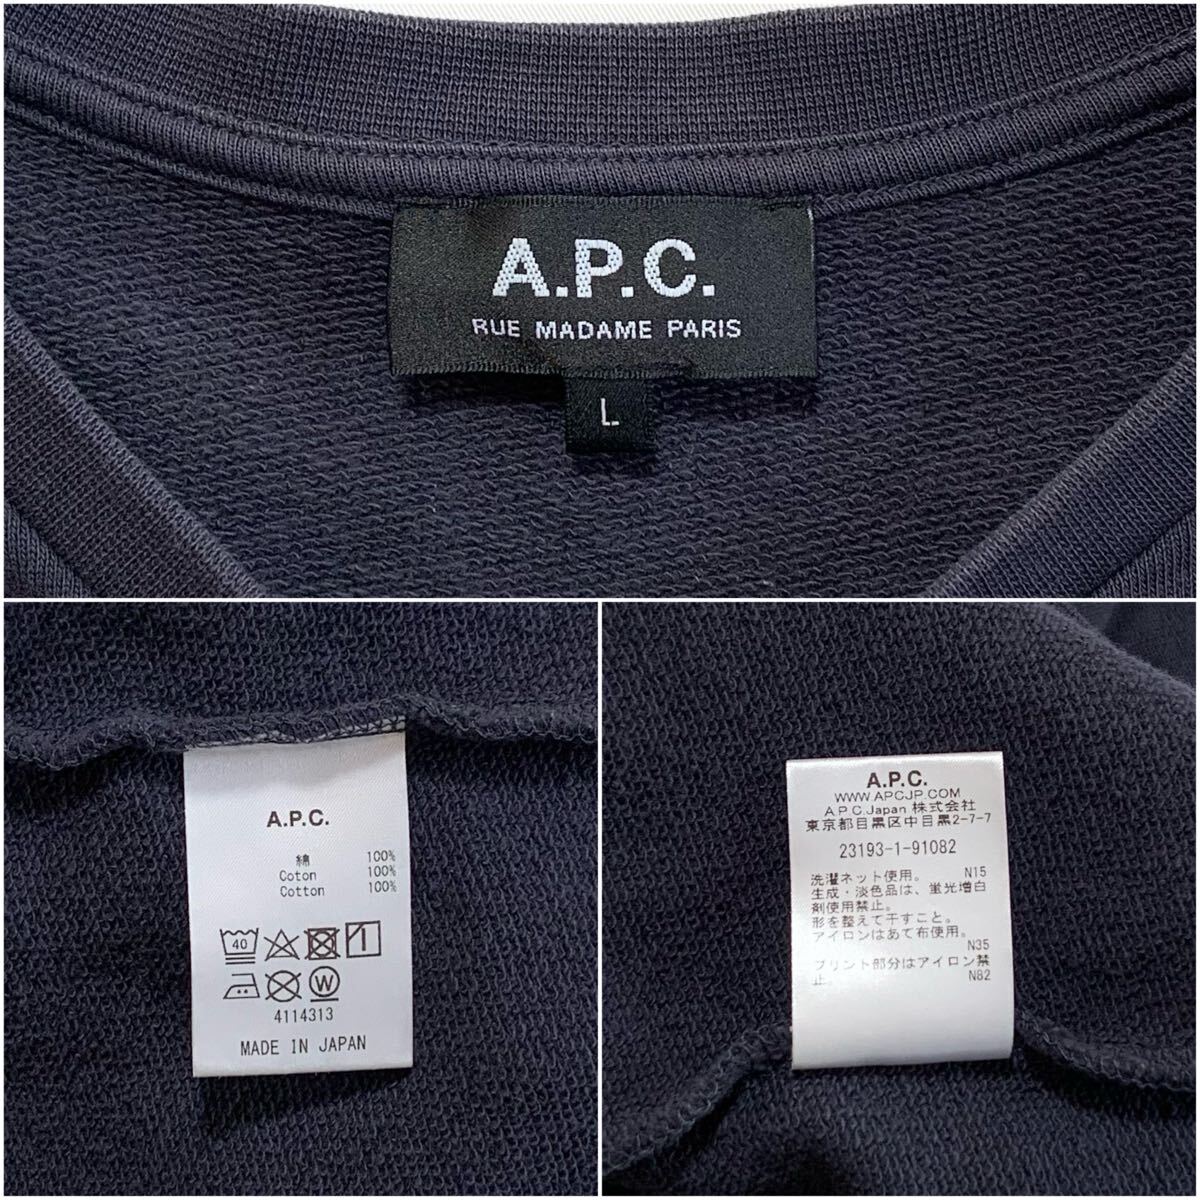 A.P.C.
RUE MADAME PARIS
L
A.P.C.
綿 100%
Coton 100%
Cotton 100%
40
W
4114313
MADE IN JAPAN
A.P.C.
WWW.APCJP.COM
A.P.C.Japan 株式会社
東京都目黒区中目黒2-7-7
23193-1-91082
洗濯ネット使用。 N15
生成・淡色品は、蛍光増白
剤使用禁止。
形を整えて干すこと。
アイロンはあて布使用。
N35
プリント部分はアイロン禁
止。 N82